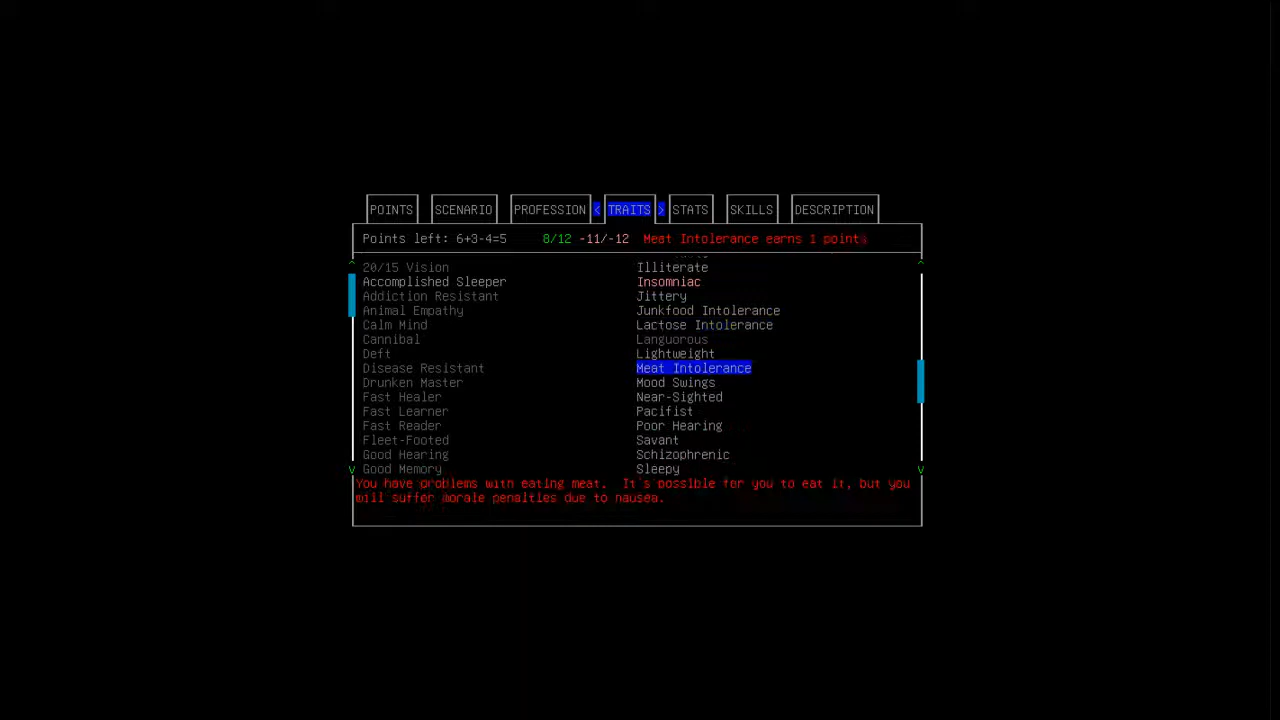 POINTS SCENARIO PROFESSION < TRAITS > STATS SKILLS DESCRIPTION
Points left: 6+3-4=5 8/12 -11/-12 Meat Intolerance earns 1 points
20/15 Vision Illiterate
Accomplished Sleeper Insomniac
Addiction Resistant Jittery
Animal Empathy Junkfood Intolerance
Calm Mind Lactose Intolerance
Cannibal Languorous
Deft Lightweight
Disease Resistant Meat Intolerance
Drunken Master Mood Swings
Fast Healer Near-Sighted
Fast Learner Pacifist
Fast Reader Poor Hearing
Fleet-Footed Savant
Good Hearing Schizophrenic
Good Memory Sleepy
You have problems with eating meat. It's possible for you to eat it, but you
will suffer morale penalties due to nausea.